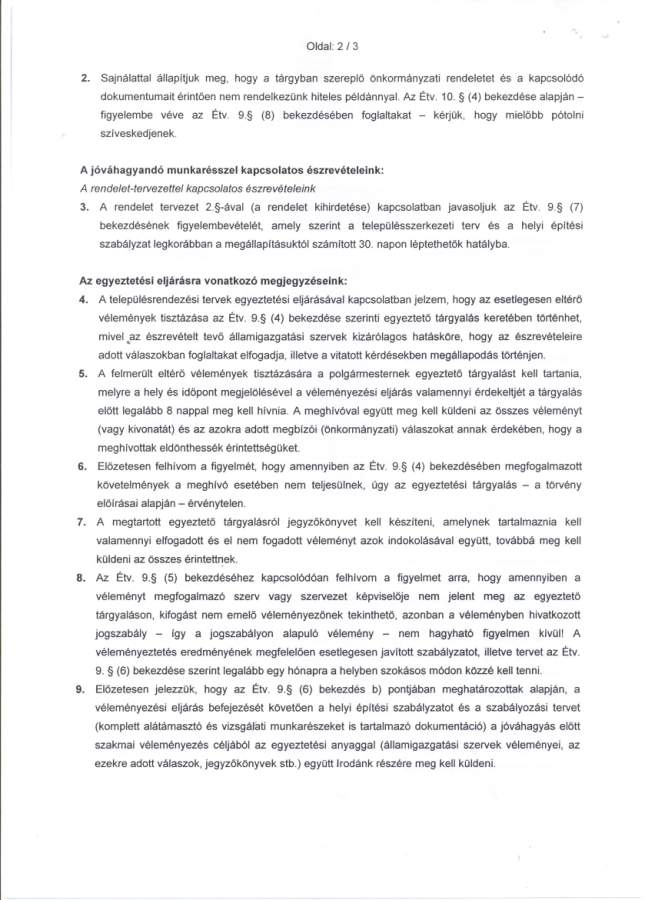 Oldal: 2 / 3
2. Sajnálattal állapítjuk meg, hogy a tárgyban szereplő önkormányzati rendeletet és a kapcsolódó
dokumentumait érintően nem rendelkezünk hiteles példánnyal. Az Étv. 10. § (4) bekezdése alapján –
figyelembe véve az Étv. 9.§ (8) bekezdésében foglaltakat – kérjük, hogy mielőbb pótolni
szíveskedjenek.
A jóváhagyandó munkarésszel kapcsolatos észrevételeink:
A rendelet-tervezettel kapcsolatos észrevételeink
3. A rendelet tervezet 2.§-ával (a rendelet kihirdetése) kapcsolatban javasoljuk az Étv. 9.§ (7)
bekezdésének figyelembevételét, amely szerint a településszerkezeti terv és a helyi építési
szabályzat legkorábban a megállapításuktól számított 30. napon léptethetők hatályba.
Az egyeztetési eljárásra vonatkozó megjegyzéseink:
4. A településrendezési tervek egyeztetési eljárásával kapcsolatban jelzem, hogy az esetlegesen eltérő
vélemények tisztázása az Étv. 9.§ (4) bekezdése szerinti egyeztető tárgyalás keretében történhet,
mivel az észrevételt tevő államigazgatási szervek kizárólagos hatásköre, hogy az észrevételeire
adott válaszokban foglaltakat elfogadja, illetve a vitatott kérdésekben megállapodás történjen.
5. A felmerült eltérő vélemények tisztázására a polgármesternek egyeztető tárgyalást kell tartania,
melyre a hely és időpont megjelölésével a véleményezési eljárás valamennyi érdekeltjét a tárgyalás
előtt legalább 8 nappal meg kell hívnia. A meghívóval együtt meg kell küldeni az összes véleményt
(vagy kivonatát) és az azokra adott megbízói (önkormányzati) válaszokat annak érdekében, hogy a
meghívottak eldönthessék érintettségüket.
6. Előzetesen felhívom a figyelmét, hogy amennyiben az Étv. 9.§ (4) bekezdésében megfogalmazott
követelmények a meghívó esetében nem teljesülnek, úgy az egyeztetési tárgyalás – a törvény
előírásai alapján – érvénytelen.
7. A megtartott egyeztető tárgyalásról jegyzőkönyvet kell készíteni, amelynek tartalmaznia kell
valamennyi elfogadott és el nem fogadott véleményt azok indokolásával együtt, továbbá meg kell
küldeni az összes érintettnek.
8. Az Étv. 9.§ (5) bekezdéséhez kapcsolódóan felhívom a figyelmet arra, hogy amennyiben a
véleményt megfogalmazó szerv vagy szervezet képviselője nem jelent meg az egyeztető
tárgyaláson, kifogást nem emelő véleményezőnek tekinthető, azonban a véleményben hivatkozott
jogszabály – így a jogszabályon alapuló vélemény – nem hagyható figyelmen kívül! A
véleményeztetés eredményének megfelelően esetlegesen javított szabályzatot, illetve tervet az Étv.
9. § (6) bekezdése szerint legalább egy hónapra a helyben szokásos módon közzé kell tenni.
9. Előzetesen jelezzük, hogy az Étv. 9.§ (6) bekezdés b) pontjában meghatározottak alapján, a
véleményezési eljárás befejezését követően a helyi építési szabályzatot és a szabályozási tervet
(komplett alátámasztó és vizsgálati munkarészeket is tartalmazó dokumentáció) a jóváhagyás előtt
szakmai véleményezés céljából az egyeztetési anyaggal (államigazgatási szervek véleményei, az
ezekre adott válaszok, jegyzőkönyvek stb.) együtt Irodánk részére meg kell küldeni.